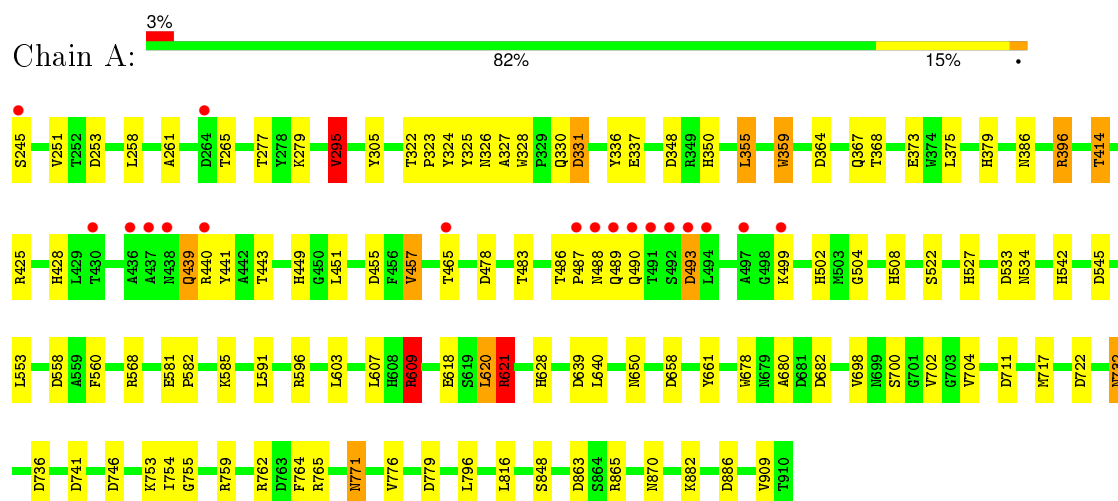 3%
Chain A:
82% 15% •
S245 V251 T252 D253 L258 A261 D264 T265 T277 Y278 K279 V295 Y305 T322 P323 Y324 Y325 N326 A327 W328 P329 Q330 D331 Y336 E337 D348 R349 H350 L355 W359 D364 Q367 T368 E373 W374 L375 H379 N386 R396 T414
R425 H428 L429 T430 A436 A437 N438 Q439 R440 Y441 A442 T443 H449 G450 L451 D455 F456 V457 T465 D478 T483 T486 P487 N488 Q489 Q490 T491 S492 D493 L494 A497 G498 K499 H502 M503 G504 H508 S522 H527 D533 N534 H542 D545
L553 D558 A559 F560 R568 E581 P582 K585 L591 R596 L603 L607 H608 R609 E618 S619 L620 R621 H628 D639 L640 N650 D658 Y661 W678 N679 A680 D681 D682 V698 N699 S700 G701 V702 G703 V704 D711 M717 D722
D736 D741 D746 K753 I754 G755 R759 R762 D763 F764 R765 N771 V776 D779 L796 L816 S848 D863 S864 R865 N870 K882 D886 V909 T910